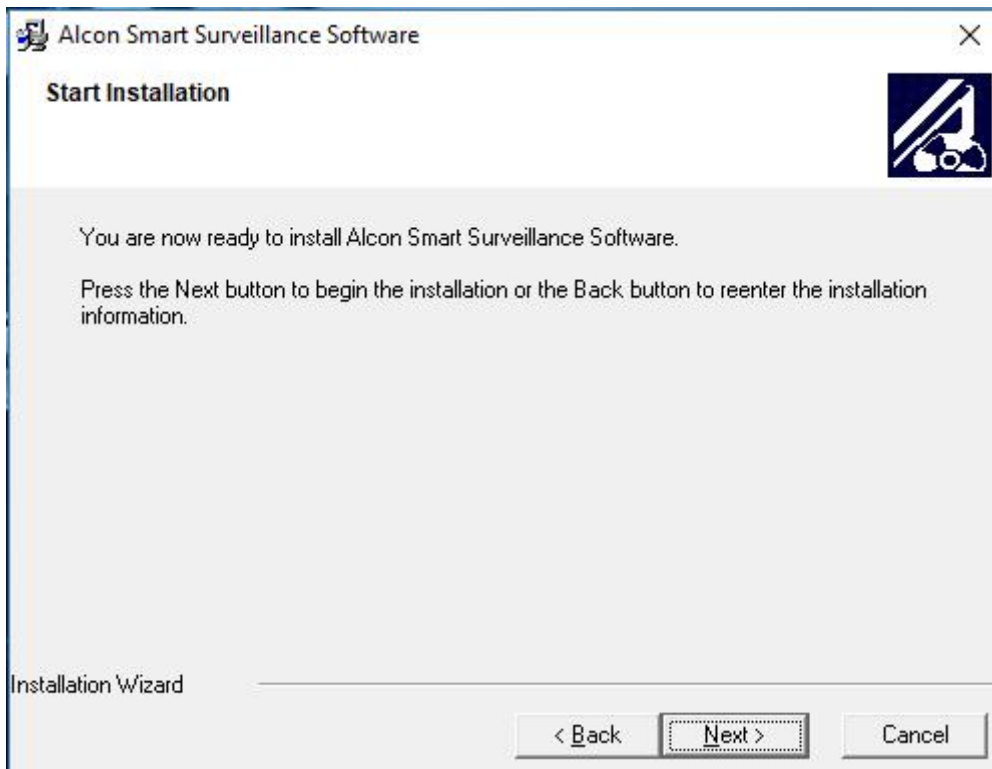 Alcon Smart Surveillance Software
Start Installation
You are now ready to install Alcon Smart Surveillance Software.
Press the Next button to begin the installation or the Back button to reenter the installation
information.
Installation Wizard
< Back
Next >
Cancel